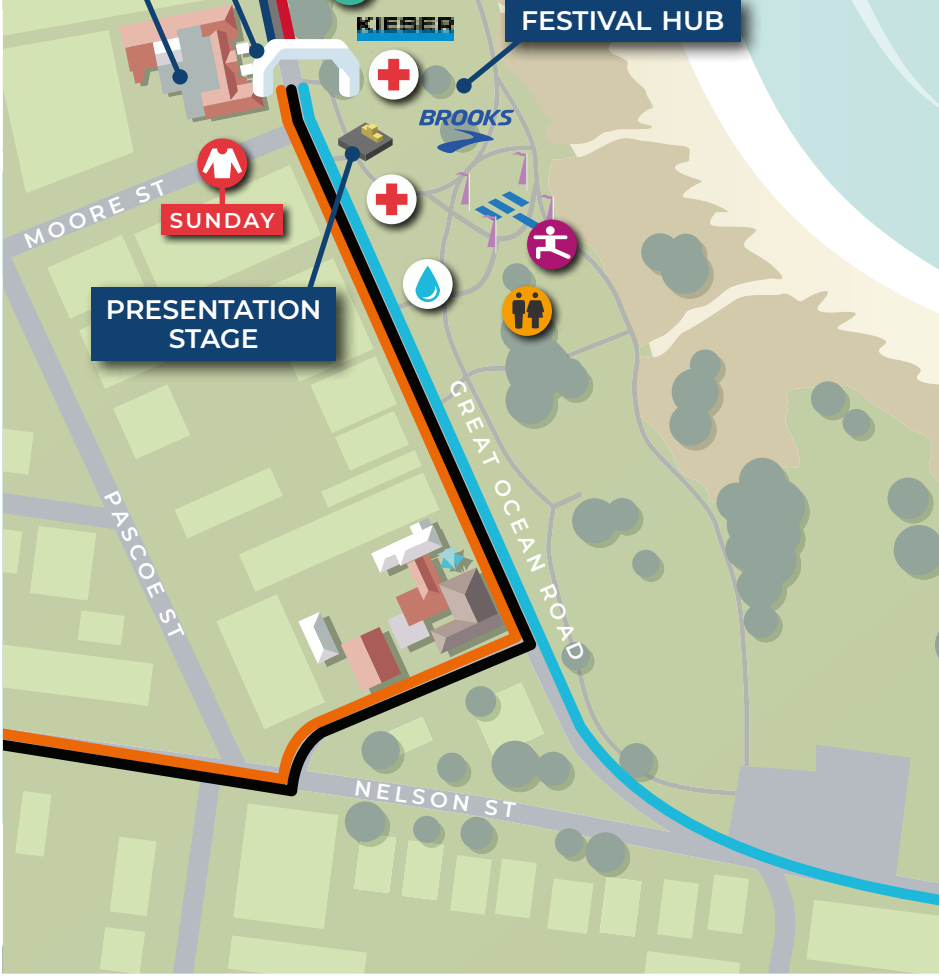 KIESER
FESTIVAL HUB
BROOKS
MOORE ST
SUNDAY
PRESENTATION
STAGE
GREAT OCEAN ROAD
PASCOE ST
NELSON ST